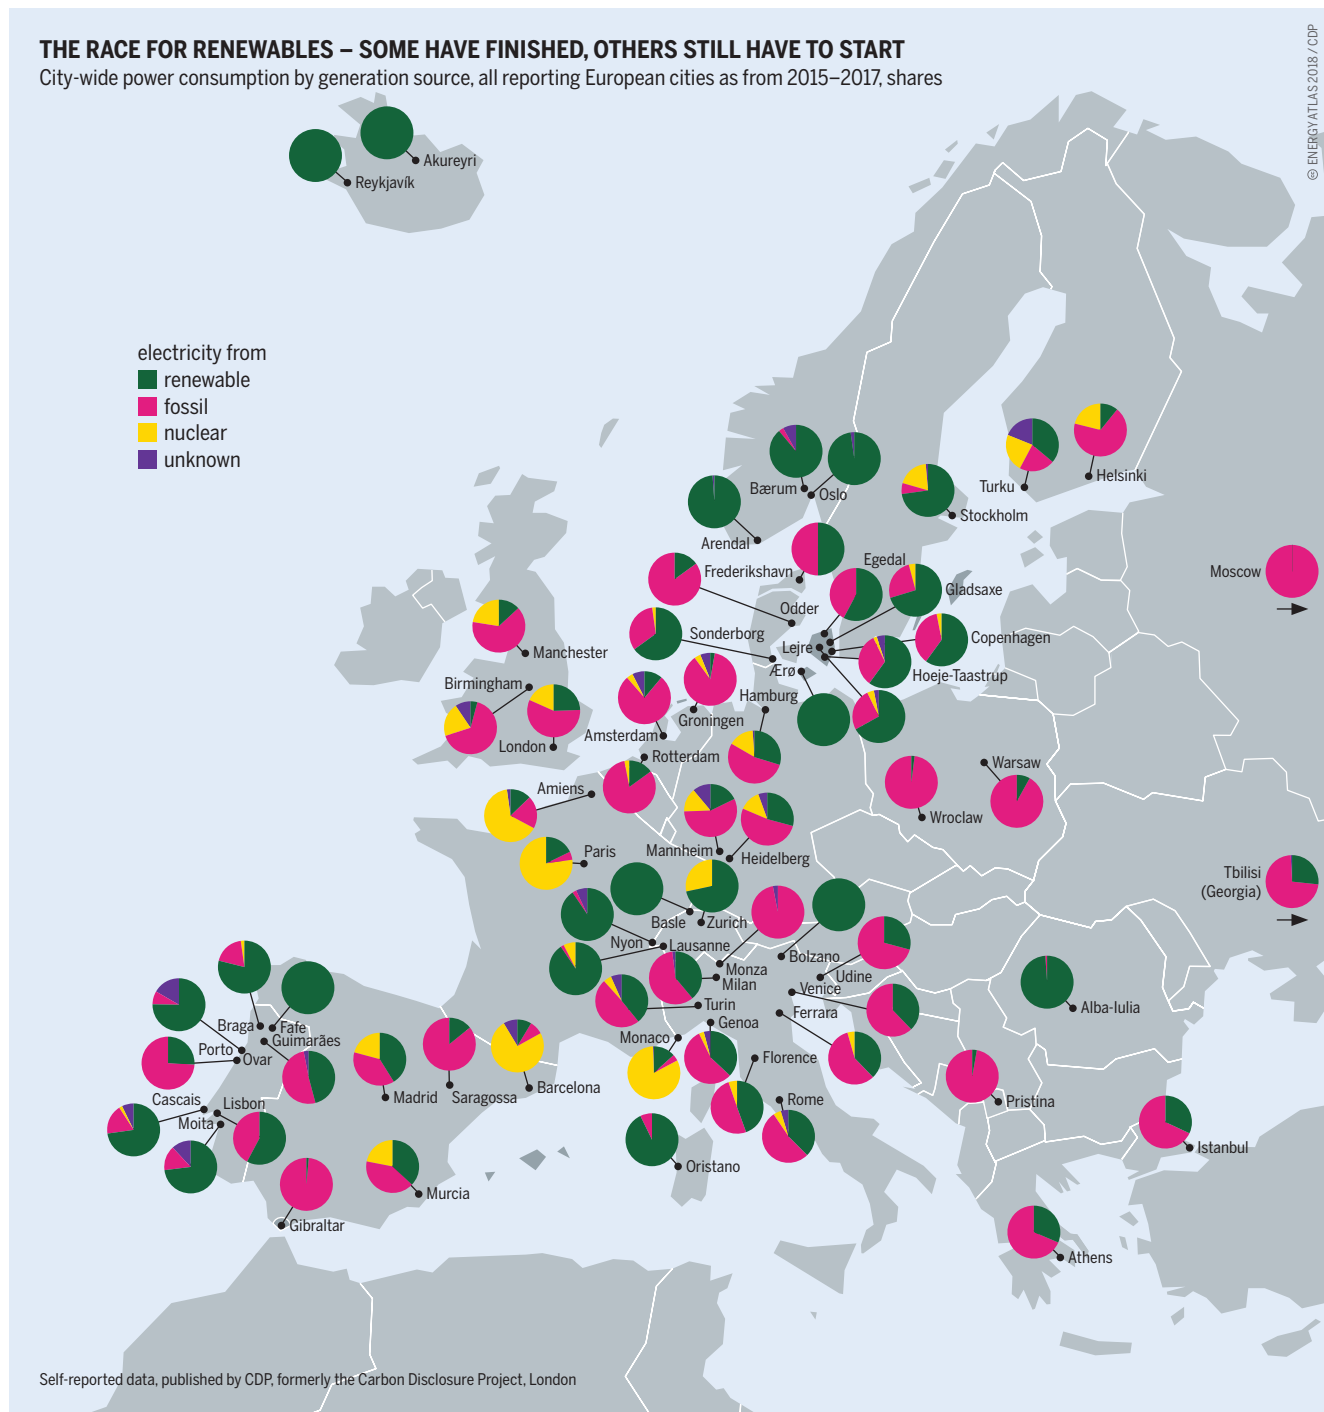 THE RACE FOR RENEWABLES – SOME HAVE FINISHED, OTHERS STILL HAVE TO START
City-wide power consumption by generation source, all reporting European cities as from 2015–2017, shares
© ENERGY ATLAS 2018 / CDP
Akureyri
Reykjavík
electricity from
renewable
fossil
nuclear
unknown
Bærum
Oslo
Turku
Helsinki
Stockholm
Arendal
Frederikshavn
Egedal
Moscow
Gladsaxe
Odder
Sonderborg
Copenhagen
Manchester
Lejre
Ærø
Hoeje-Taastrup
Birmingham
Hamburg
Groningen
Amsterdam
London
Rotterdam
Warsaw
Amiens
Wroclaw
Paris
Mannheim
Heidelberg
Tbilisi
(Georgia)
Basle
Zurich
Nyon
Lausanne
Bolzano
Monza
Udine
Milan
Venice
Turin
Alba-Iulia
Ferrara
Genoa
Braga
Fafe
Guimarães
Monaco
Porto
Ovar
Florence
Barcelona
Madrid
Saragossa
Cascais
Lisbon
Rome
Pristina
Moita
Istanbul
Oristano
Murcia
Gibraltar
Athens
Self-reported data, published by CDP, formerly the Carbon Disclosure Project, London